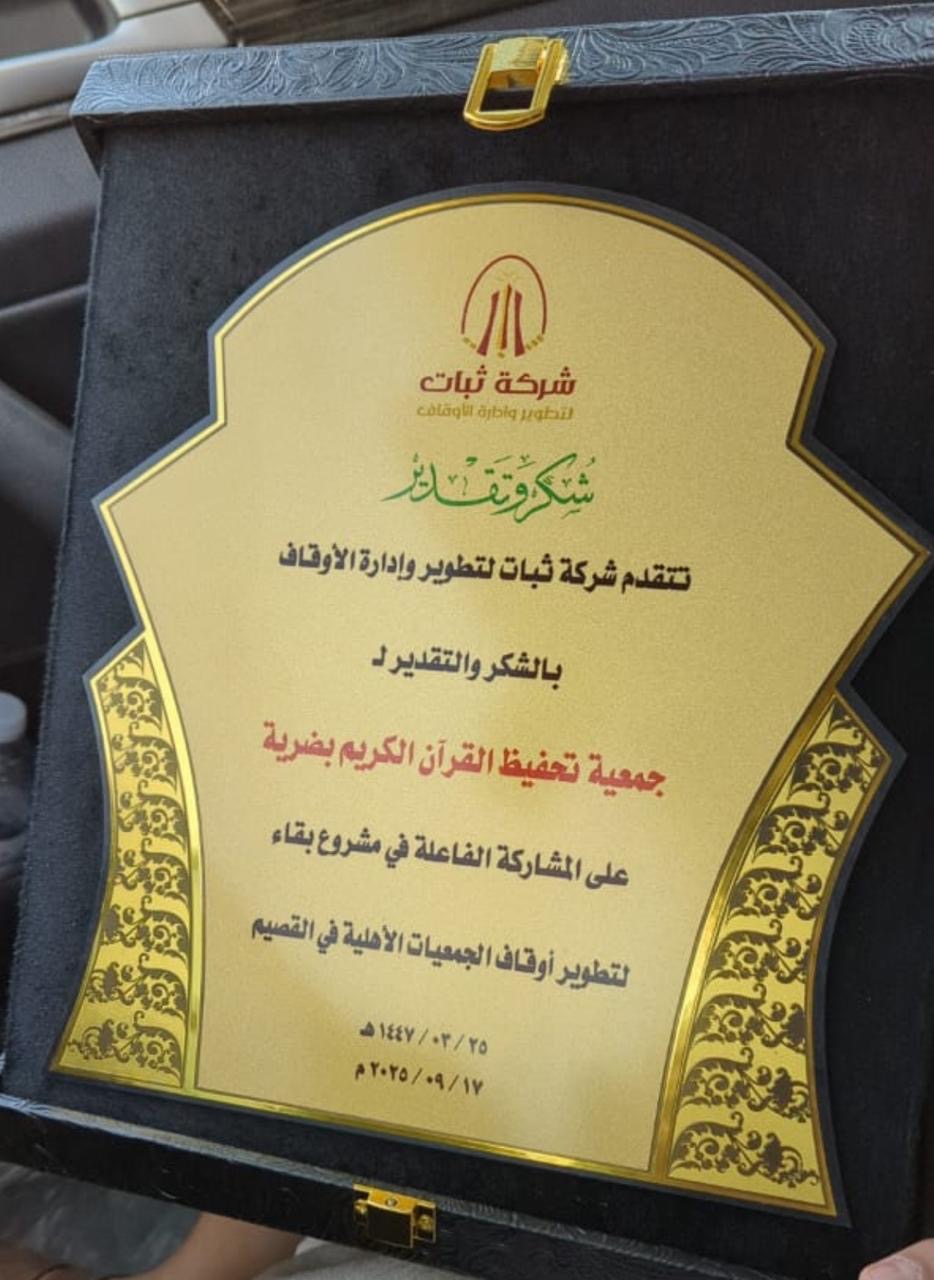 شركة ثبات
لتطوير وإدارة الأوقاف
شُكرٌ وَتَقْدير
تتقدم شركة ثبات لتطوير وإدارة الأوقاف
بالشكر والتقدير لـ
جمعية تحفيظ القرآن الكريم بضرية
على المشاركة الفاعلة في مشروع بقاء
لتطوير أوقاف الجمعيات الأهلية في القصيم
٢٥ / ٠٣ / ١٤٤٧ هـ
١٧ / ٠٩ / ٢٠٢٥ م